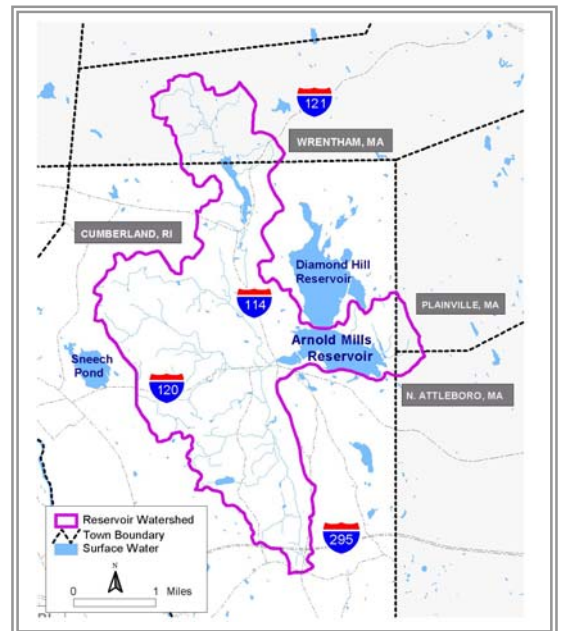 121
WRENTHAM, MA
CUMBERLAND, RI
Diamond Hill
Reservoir
PLAINVILLE, MA
114
Arnold Mills
Reservoir
Sneech
Pond
120
N. ATTLEBORO, MA
Reservoir Watershed
Town Boundary
Surface Water
295
0 1 Miles